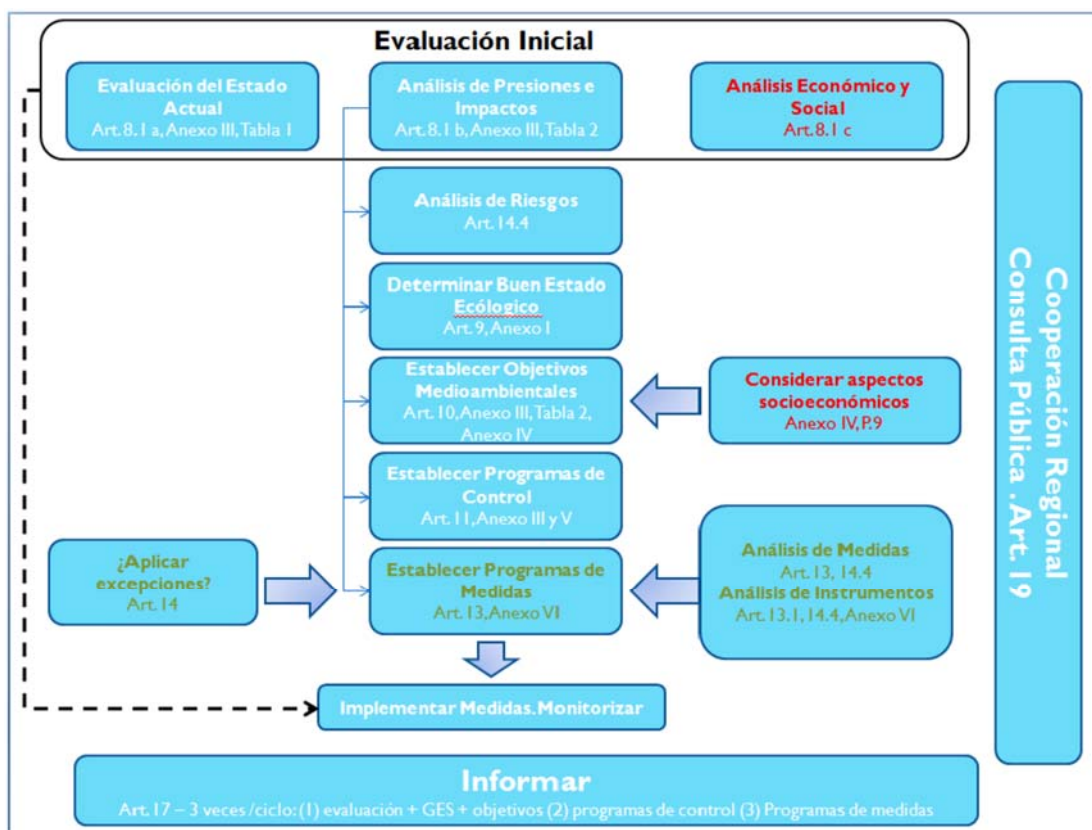 Evaluación Inicial
Evaluación del Estado
Actual
Art.8.1 a, Anexo III, Tabla 1
Análisis de Presiones e
Impactos
Art.8.1 b, Anexo III, Tabla 2
Análisis Económico y
Social
Art.8.1 c
Análisis de Riesgos
Art.14.4
Determinar Buen Estado
Ecólogico
Art.9, Anexo I
Establecer Objetivos
Medioambientales
Art.10, Anexo III, Tabla 2,
Anexo IV
Considerar aspectos
socioeconómicos
Anexo IV, P.9
Establecer Programas de
Control
Art.11, Anexo III y V
¿Aplicar
excepciones?
Art.14
Establecer Programas de
Medidas
Art.13, Anexo VI
Análisis de Medidas
Art.13, 14.4
Análisis de Instrumentos
Art.13.1, 14.4, Anexo VI
Implementar Medidas. Monitorizar
Informar
Art.17 – 3 veces /ciclo: (1) evaluación + GES + objetivos (2) programas de control (3) Programas de medidas
Cooperación Regional
Consulta Pública . Art. 19